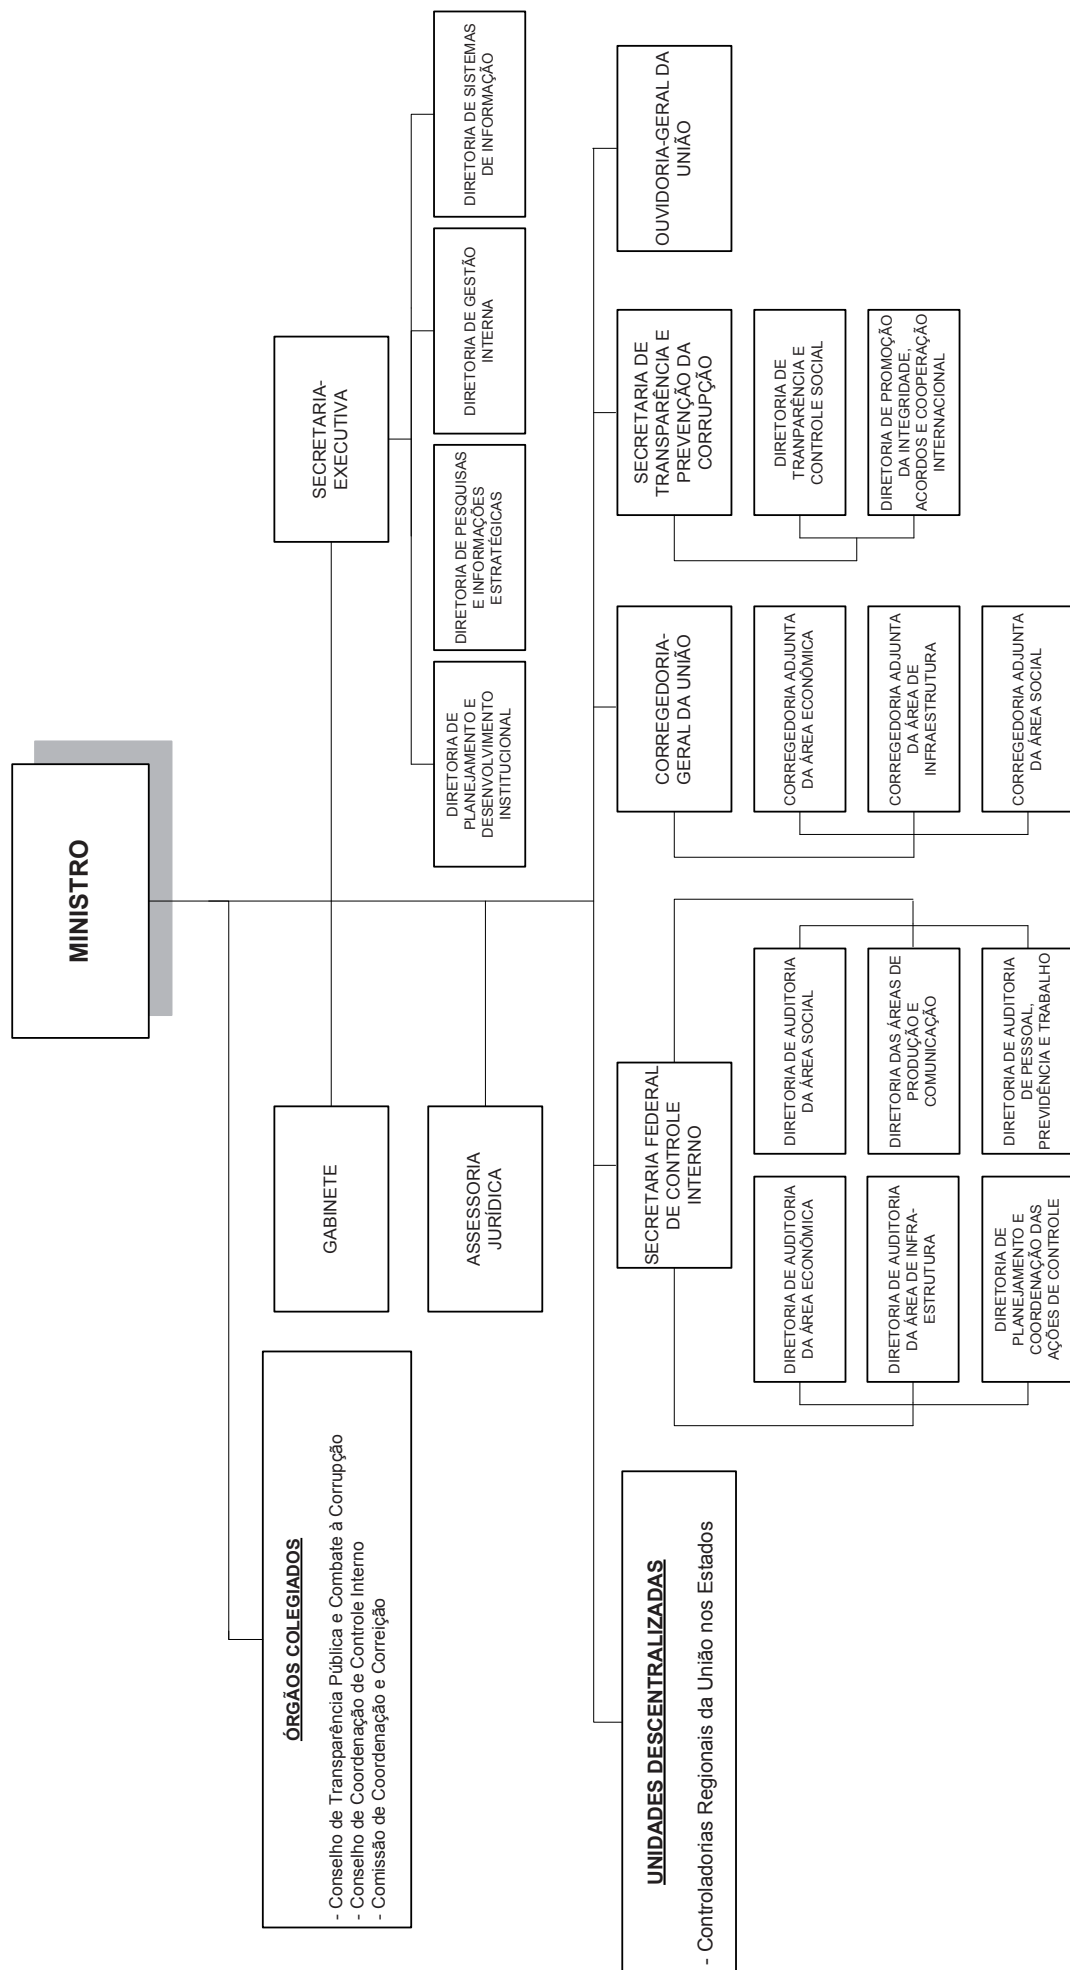 MINISTRO
ÓRGÃOS COLEGIADOS
- Conselho de Transparência Pública e Combate à Corrupção
- Conselho de Coordenação de Controle Interno
- Comissão de Coordenação e Correição
GABINETE
SECRETARIA-
EXECUTIVA
ASSESSORIA
JURÍDICA
DIRETORIA DE
PLANEJAMENTO E
DESENVOLVIMENTO
INSTITUCIONAL
DIRETORIA DE PESQUISAS
E INFORMAÇÕES
ESTRATÉGICAS
DIRETORIA DE GESTÃO
INTERNA
DIRETORIA DE SISTEMAS
DE INFORMAÇÃO
UNIDADES DESCENTRALIZADAS
- Controladorias Regionais da União nos Estados
SECRETARIA FEDERAL
DE CONTROLE
INTERNO
DIRETORIA DE AUDITORIA
DA ÁREA ECONÔMICA
DIRETORIA DE AUDITORIA
DA ÁREA SOCIAL
DIRETORIA DE AUDITORIA
DA ÁREA DE INFRA-
ESTRUTURA
DIRETORIA DAS ÁREAS DE
PRODUÇÃO E
COMUNICAÇÃO
DIRETORIA DE
PLANEJAMENTO E
COORDENAÇÃO DAS
AÇÕES DE CONTROLE
DIRETORIA DE AUDITORIA
DE PESSOAL,
PREVIDÊNCIA E TRABALHO
CORREGEDORIA-
GERAL DA UNIÃO
CORREGEDORIA ADJUNTA
DA ÁREA ECONÔMICA
CORREGEDORIA ADJUNTA
DA ÁREA DE
INFRAESTRUTURA
CORREGEDORIA ADJUNTA
DA ÁREA SOCIAL
SECRETARIA DE
TRANSPARÊNCIA E
PREVENÇÃO DA
CORRUPÇÃO
DIRETORIA DE
TRANPARÊNCIA E
CONTROLE SOCIAL
DIRETORIA DE PROMOÇÃO
DA INTEGRIDADE,
ACORDOS E COOPERAÇÃO
INTERNACIONAL
OUVIDORIA-GERAL DA
UNIÃO